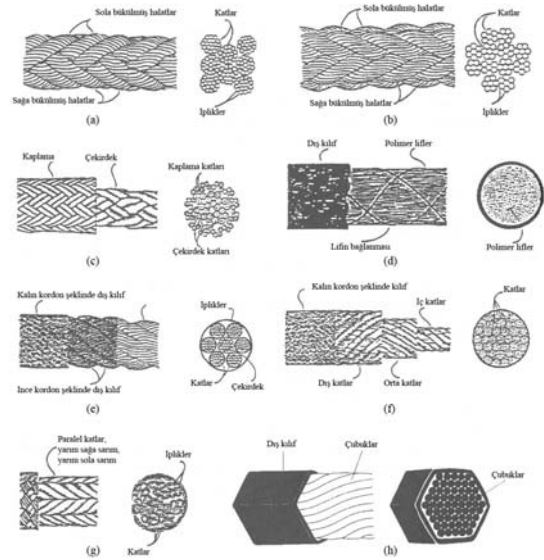 Sola bükülmüş halatlar
Katlar
Sağa bükülmüş halatlar
İplikler
(a)
Sola bükülmüş halatlar
Katlar
Sağa bükülmüş halatlar
İplikler
(b)
Kaplama
Çekirdek
Kaplama katları
Çekirdek katları
(c)
Dış kılıf
Polimer lifler
Lifin bağlanması
Polimer lifler
(d)
Kalın kordon şeklinde dış kılıf
İplikler
Katlar
Çekirdek
İnce kordon şeklinde dış kılıf
(e)
Kalın kordon şeklinde kılıf
İç katlar
Katlar
Dış katlar
Orta katlar
(f)
Paralel katlar,
yarım sağa sarım,
yarım sola sarım
İplikler
Katlar
(g)
Dış kılıf
Çubuklar
Çubuklar
(h)